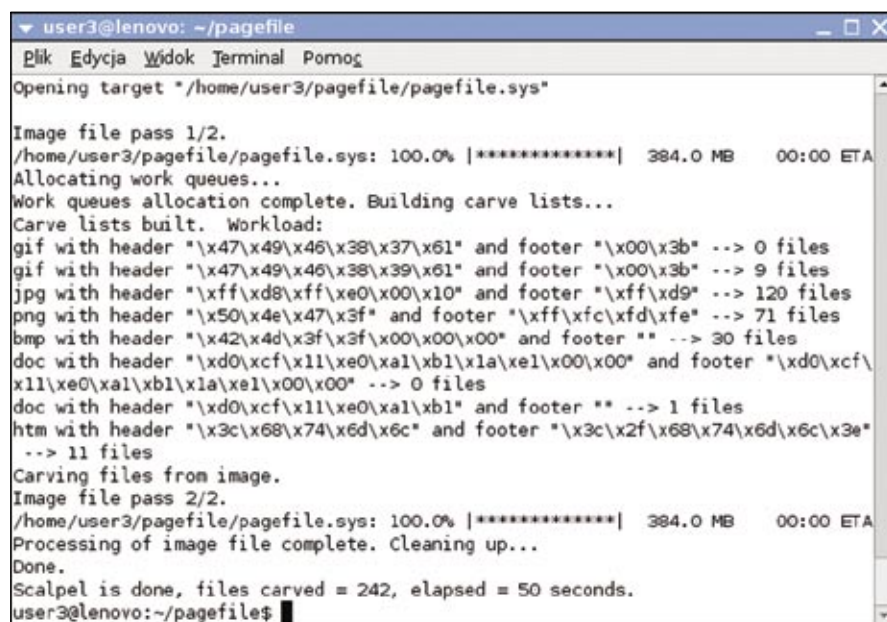 user3@lenovo: ~/pagefile
Plik Edycja Widok Terminal Pomoc
Opening target "/home/user3/pagefile/pagefile.sys"
Image file pass 1/2.
/home/user3/pagefile/pagefile.sys: 100.0% |*************| 384.0 MB 00:00 ETA
Allocating work queues...
Work queues allocation complete. Building carve lists...
Carve lists built. Workload:
gif with header "\x47\x49\x46\x38\x37\x61" and footer "\x00\x3b" --> 0 files
gif with header "\x47\x49\x46\x38\x39\x61" and footer "\x00\x3b" --> 9 files
jpg with header "\xff\xd8\xff\xe0\x00\x10" and footer "\xff\xd9" --> 120 files
png with header "\x50\x4e\x47\x3f" and footer "\xff\xfc\xfd\xfe" --> 71 files
bmp with header "\x42\x4d\x3f\x3f\x00\x00\x00" and footer "" --> 30 files
doc with header "\xd0\xcf\x11\xe0\xa1\xb1\x1a\xe1\x00\x00" and footer "\xd0\xcf\
x11\xe0\xa1\xb1\x1a\xe1\x00\x00" --> 0 files
doc with header "\xd0\xcf\x11\xe0\xa1\xb1" and footer "" --> 1 files
htm with header "\x3c\x68\x74\x6d\x6c" and footer "\x3c\x2f\x68\x74\x6d\x6c\x3e"
--> 11 files
Carving files from image.
Image file pass 2/2.
/home/user3/pagefile/pagefile.sys: 100.0% |*************| 384.0 MB 00:00 ETA
Processing of image file complete. Cleaning up...
Done.
Scalpel is done, files carved = 242, elapsed = 50 seconds.
user3@lenovo:~/pagefile$